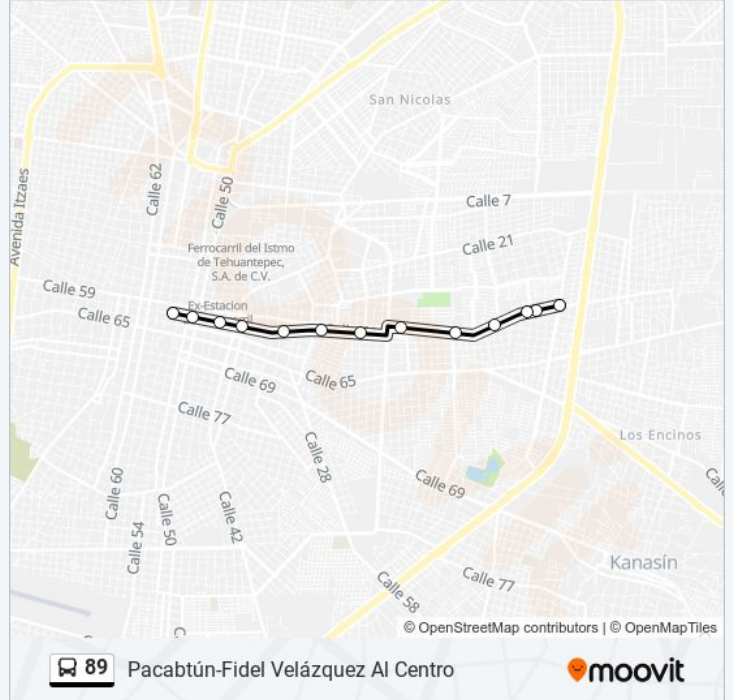 San Nicolas
Calle 62
Avenida Itzaes
Calle 50
Calle 7
Calle 21
Ferrocarril del Istmo
de Tehuantepec,
S.A. de C.V.
Calle 59
Ex-Estacion
Calle 65
Calle 69
Calle 65
Calle 77
Los Encinos
Calle 28
Calle 69
Calle 60
Calle 50
Calle 42
Calle 54
Kanasín
Calle 77
Calle 58
© OpenStreetMap contributors | © OpenMapTiles
89 Pacabtún-Fidel Velázquez Al Centro
moovit